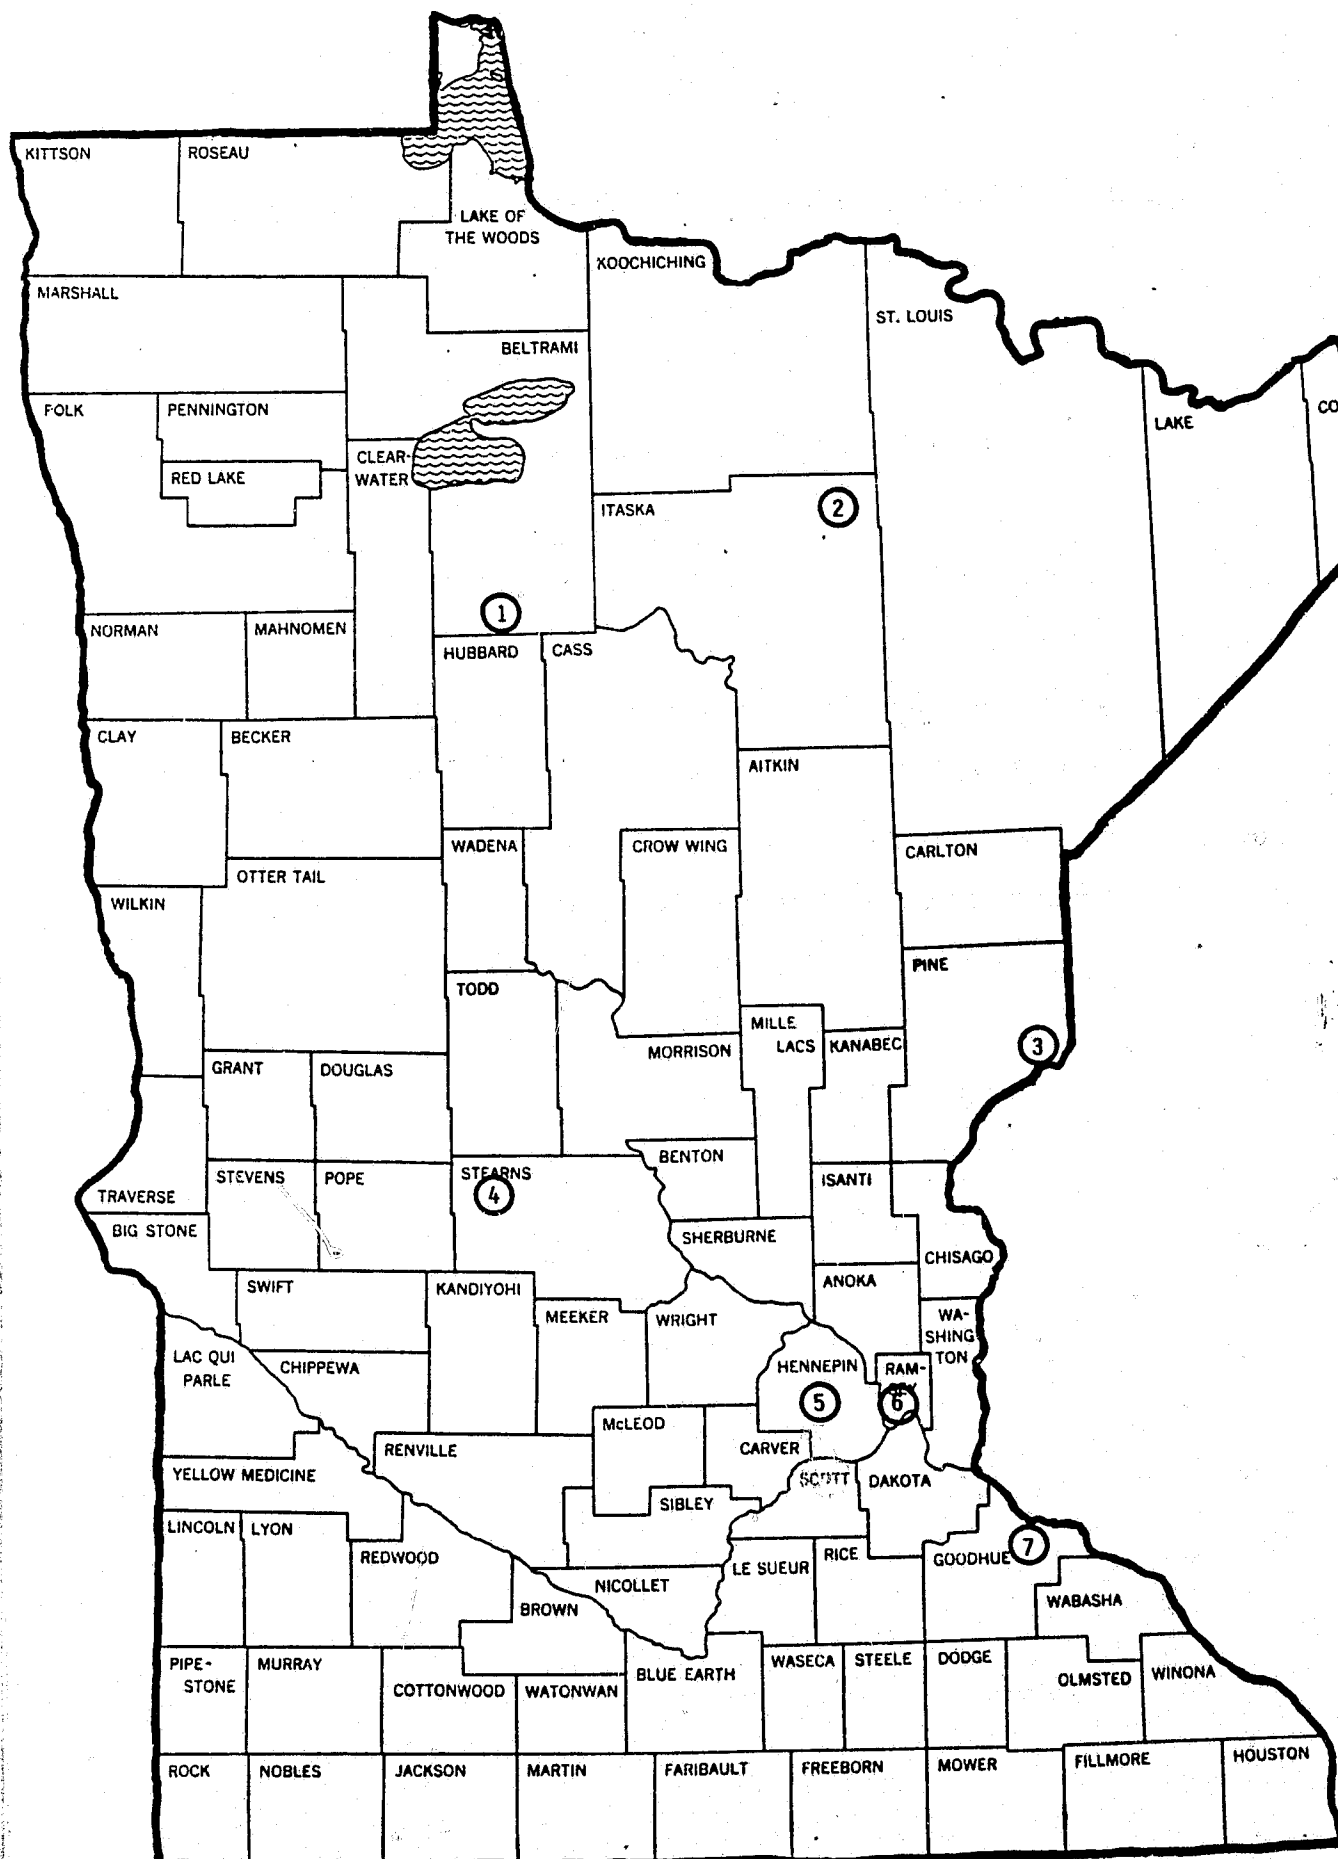 KITTSON
ROSEAU
LAKE OF
THE WOODS
KOOCHICHING
MARSHALL
ST. LOUIS
BELTRAMI
POLK
PENNINGTON
LAKE
CO
CLEAR-
WATER
RED LAKE
ITASKA
2
1
NORMAN
MAHNOMEN
HUBBARD
CASS
CLAY
BECKER
AITKIN
WADENA
CROW WING
CARLTON
OTTER TAIL
WILKIN
PINE
TODD
MILLE
LACS
KANABEC
MORRISON
3
GRANT
DOUGLAS
BENTON
STEARNS
4
STEVENS
POPE
ISANTI
TRAVERSE
BIG STONE
SHERBURNE
CHISAGO
SWIFT
KANDIYOHI
ANOKA
MEEKER
WRIGHT
WA-
SHING
TON
LAC QUI
PARLE
CHIPPEWA
HENNEPIN
5
RAM-
6
McLEOD
CARVER
RENVILLE
YELLOW MEDICINE
SCOTT
DAKOTA
SIBLEY
LINCOLN
LYON
REDWOOD
LE SUEUR
RICE
GOODHUE
7
NICOLLET
BROWN
WABASHA
PIPE-
STONE
MURRAY
COTTONWOOD
WATONWAN
BLUE EARTH
WASECA
STEELE
DODGE
OLMSTED
WINONA
ROCK
NOBLES
JACKSON
MARTIN
FARIBAULT
FREEBORN
MOWER
FILLMORE
HOUSTON